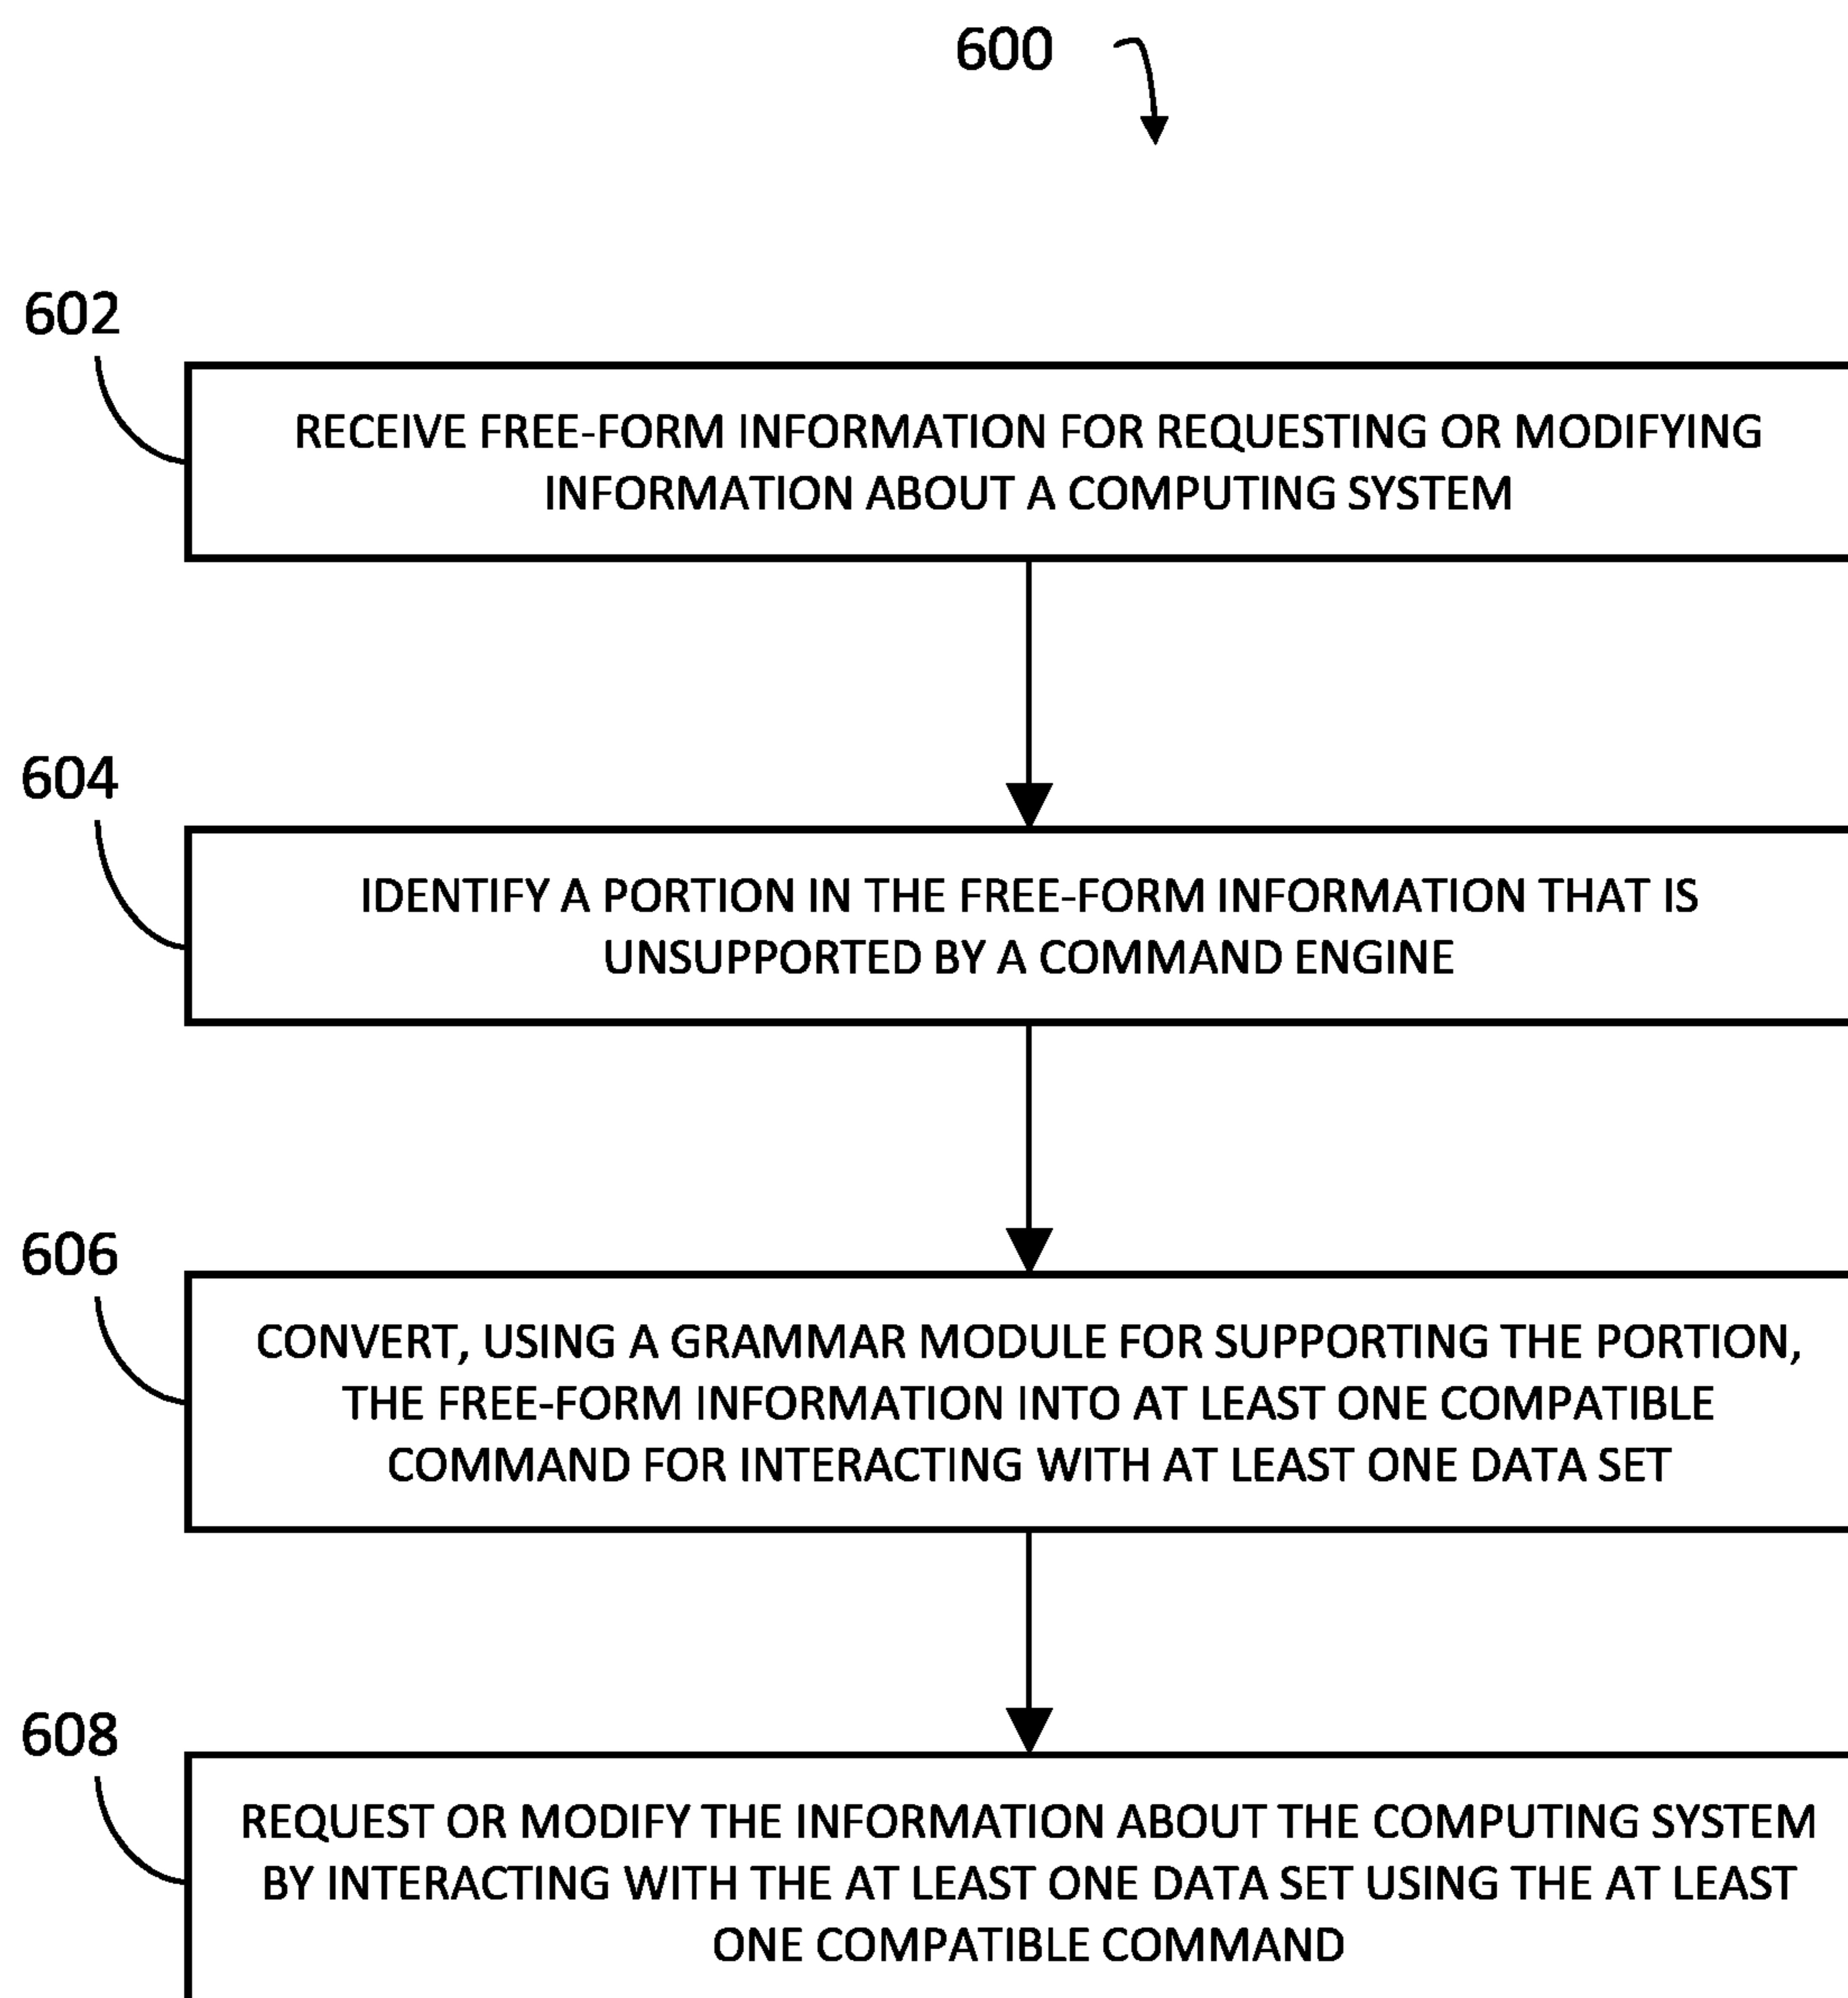 600
602
RECEIVE FREE-FORM INFORMATION FOR REQUESTING OR MODIFYING
INFORMATION ABOUT A COMPUTING SYSTEM
604
IDENTIFY A PORTION IN THE FREE-FORM INFORMATION THAT IS
UNSUPPORTED BY A COMMAND ENGINE
606
CONVERT, USING A GRAMMAR MODULE FOR SUPPORTING THE PORTION,
THE FREE-FORM INFORMATION INTO AT LEAST ONE COMPATIBLE
COMMAND FOR INTERACTING WITH AT LEAST ONE DATA SET
608
REQUEST OR MODIFY THE INFORMATION ABOUT THE COMPUTING SYSTEM
BY INTERACTING WITH THE AT LEAST ONE DATA SET USING THE AT LEAST
ONE COMPATIBLE COMMAND